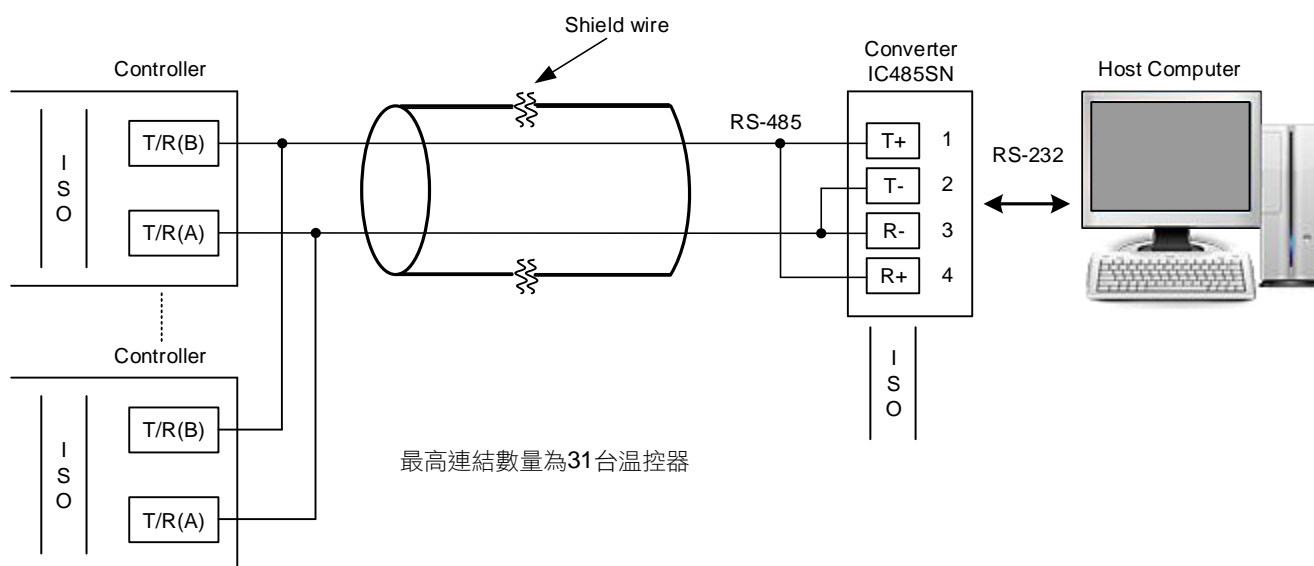 Shield wire
Converter
IC485SN
Controller
Host Computer
I
S
O
T/R(B)
T/R(A)
RS-485
T+ 1
T- 2
R- 3
R+ 4
RS-232
I
S
O
Controller
I
S
O
T/R(B)
T/R(A)
最高連結數量為31台温控器